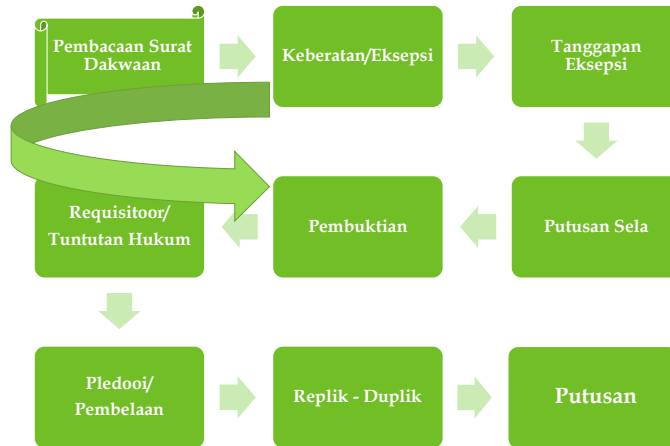 Pembacaan Surat
Dakwaan
Keberatan/Eksepsi
Tanggapan
Eksepsi
Putusan Sela
Pembuktian
Requisitoor/
Tuntutan Hukum
Pledooi/
Pembelaan
Replik - Duplik
Putusan